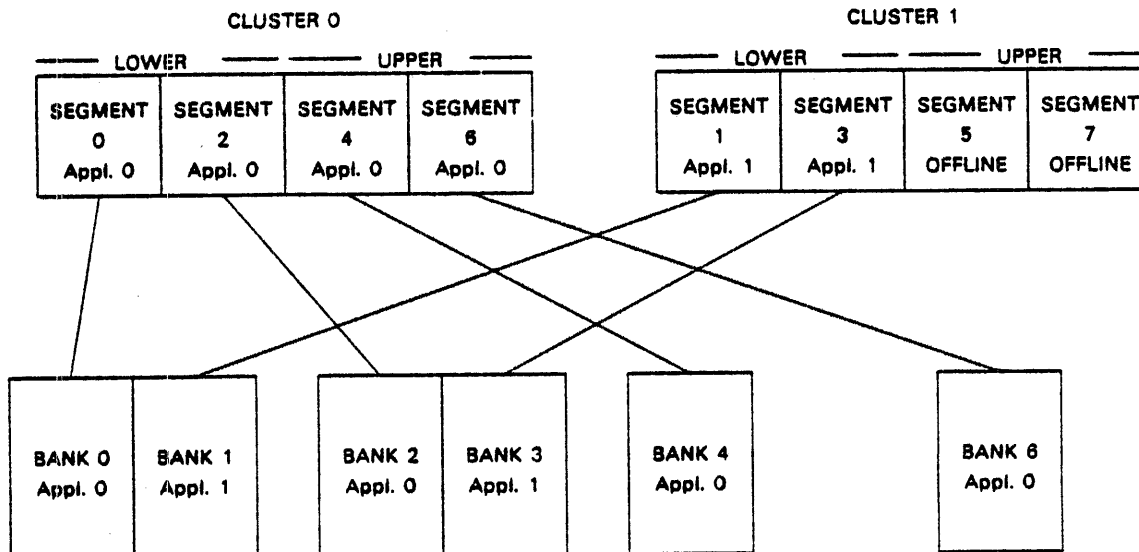 CLUSTER 0
CLUSTER 1
LOWER
UPPER
LOWER
UPPER
SEGMENT
0
Appl. 0
SEGMENT
2
Appl. 0
SEGMENT
4
Appl. 0
SEGMENT
6
Appl. 0
SEGMENT
1
Appl. 1
SEGMENT
3
Appl. 1
SEGMENT
5
OFFLINE
SEGMENT
7
OFFLINE
BANK 0
Appl. 0
BANK 1
Appl. 1
BANK 2
Appl. 0
BANK 3
Appl. 1
BANK 4
Appl. 0
BANK 6
Appl. 0